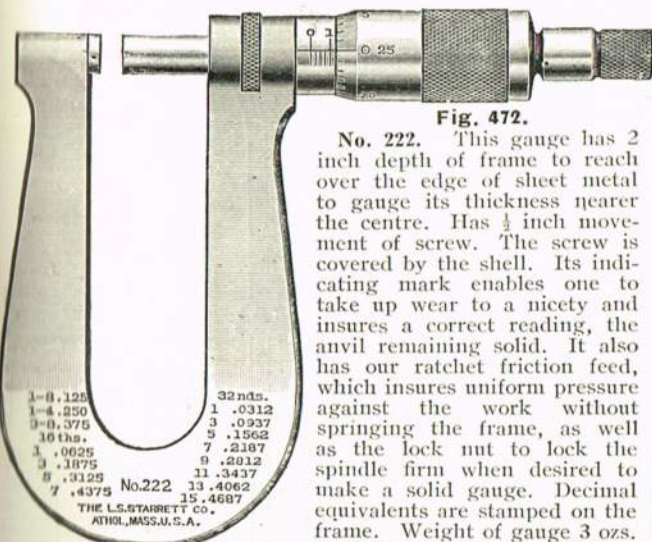 0 1
5
0 25
20
Fig. 472.
No. 222. This gauge has 2
inch depth of frame to reach
over the edge of sheet metal
to gauge its thickness nearer
the centre. Has ½ inch move-
ment of screw. The screw is
covered by the shell. Its indi-
cating mark enables one to
take up wear to a nicety and
insures a correct reading, the
anvil remaining solid. It also
has our ratchet friction feed,
which insures uniform pressure
against the work without
springing the frame, as well
as the lock nut to lock the
spindle firm when desired to
make a solid gauge. Decimal
equivalents are stamped on the
frame. Weight of gauge 3 ozs.
1-8 .125
1-4 .250
3-8 .375
16ths.
1 .0625
3 .1875
5 .3125
7 .4375
No.222
32nds.
1 .0312
3 .0937
5 .1562
7 .2187
9 .2812
11 .3437
13 .4062
15 .4687
THE L.S. STARRETT CO.
ATHOL, MASS. U.S.A.